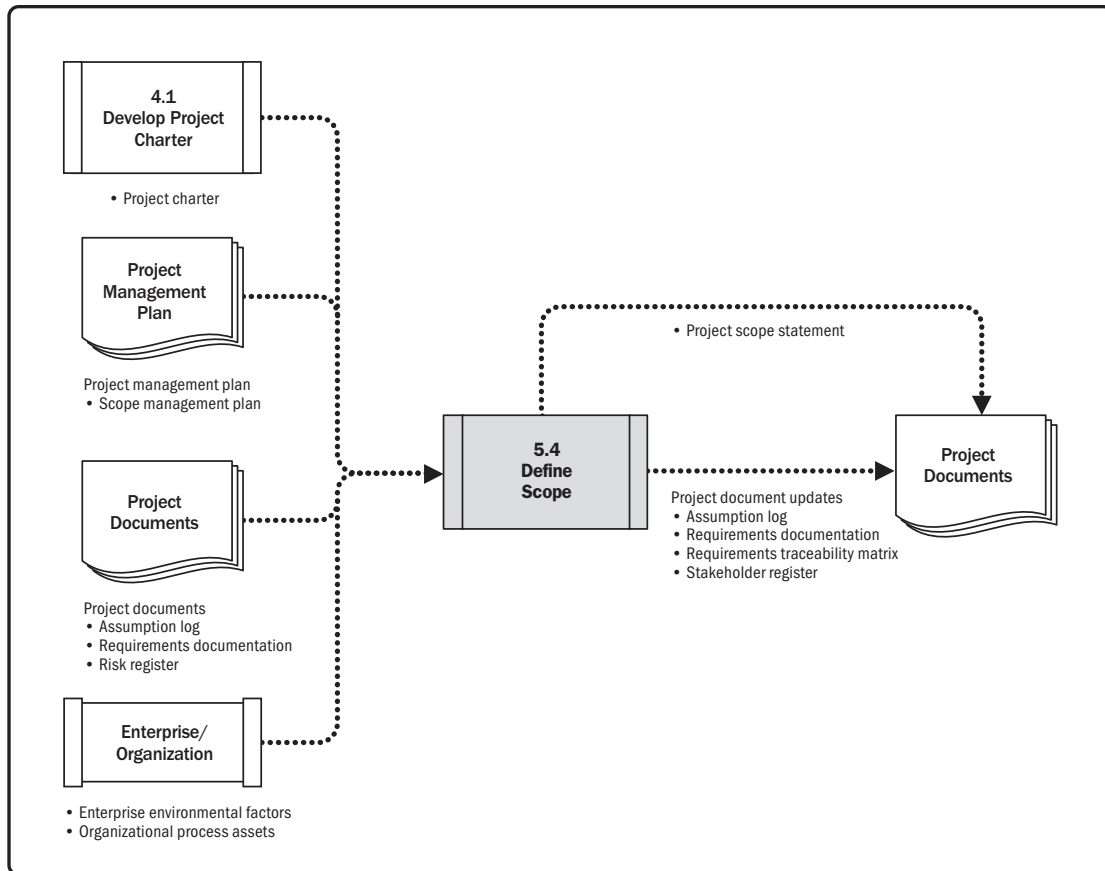 4.1
Develop Project
Charter
• Project charter
Project
Management
Plan
Project management plan
• Scope management plan
Project
Documents
Project documents
• Assumption log
• Requirements documentation
• Risk register
Enterprise/
Organization
• Enterprise environmental factors
• Organizational process assets
5.4
Define
Scope
• Project scope statement
Project document updates
• Assumption log
• Requirements documentation
• Requirements traceability matrix
• Stakeholder register
Project
Documents